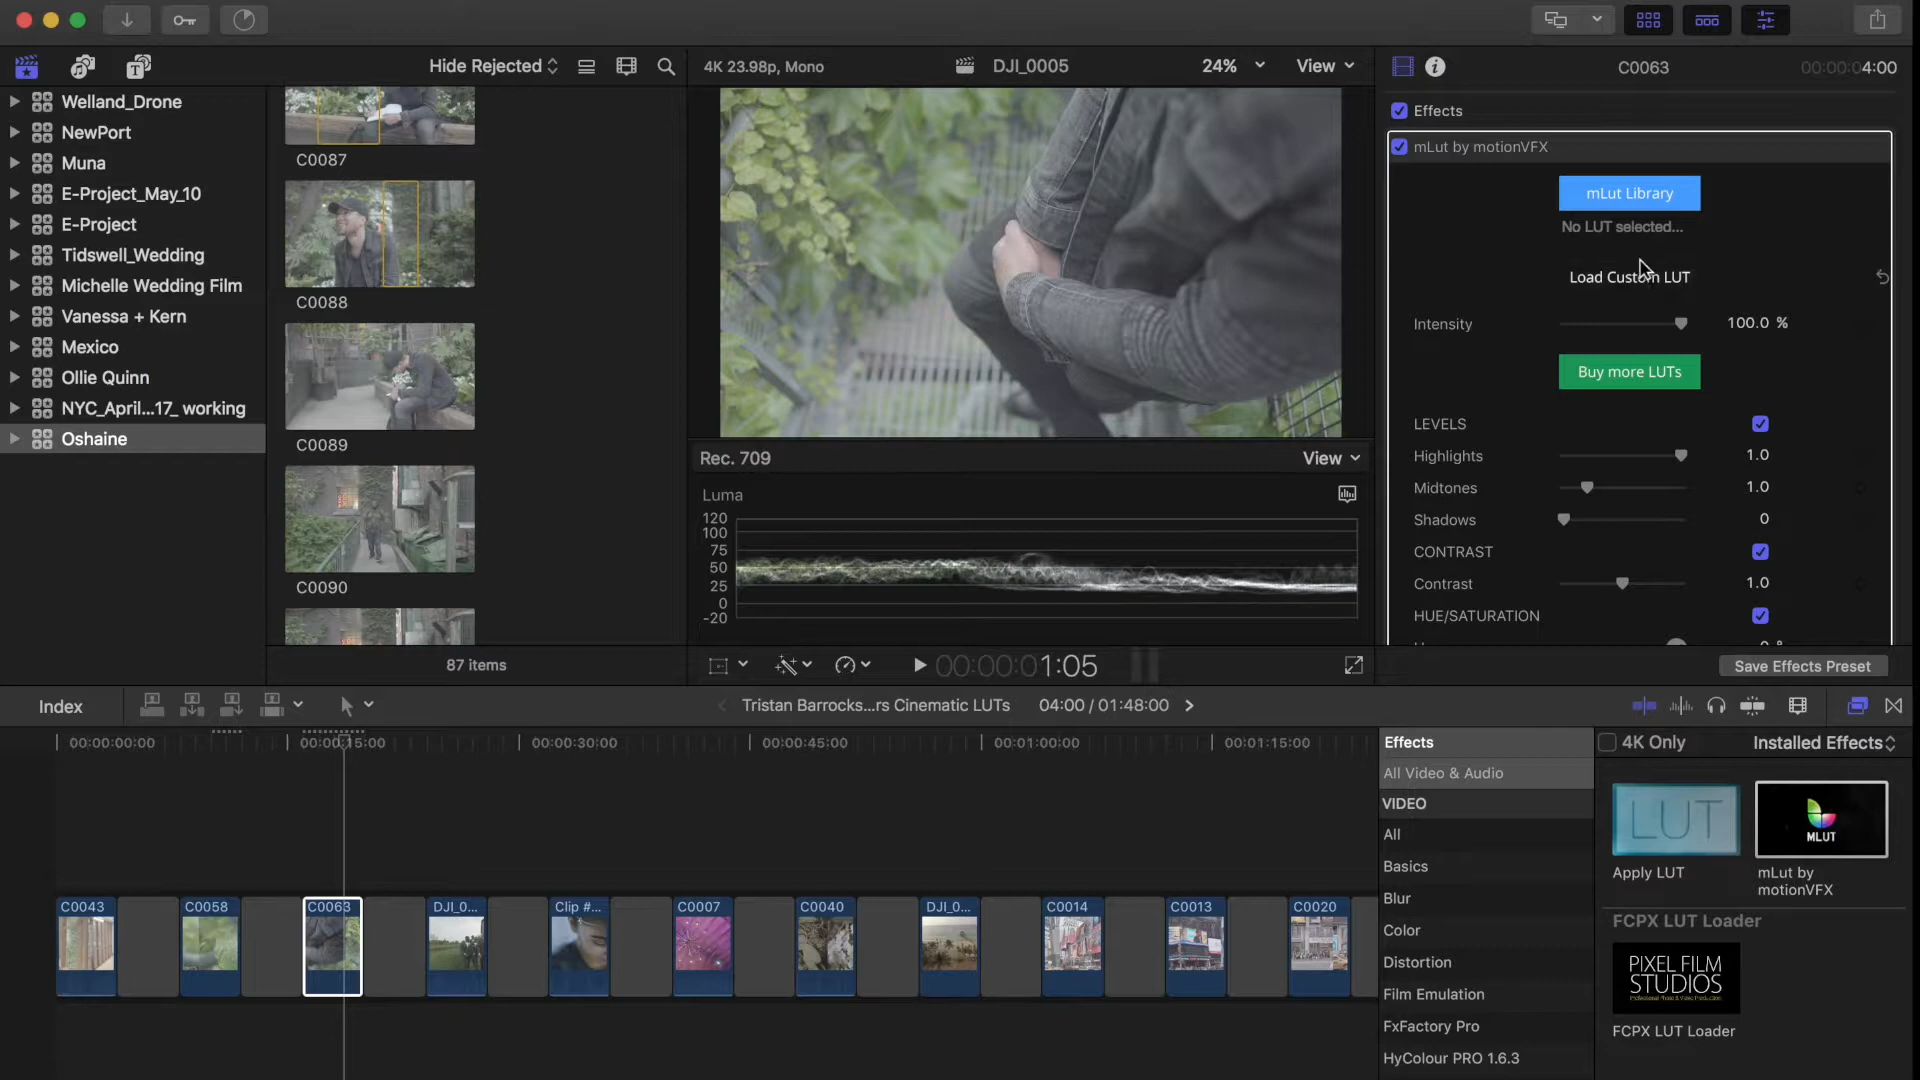 Hide Rejected
4K 23.98p, Mono
DJI_0005
24%
View
C0063
00:00:04:00
Welland_Drone
NewPort
Muna
E-Project_May_10
E-Project
Tidswell_Wedding
Michelle Wedding Film
Vanessa + Kern
Mexico
Ollie Quinn
NYC_April...17_ working
Oshaine
C0087
C0088
C0089
C0090
87 items
Rec. 709
View
Luma
120
100
75
50
25
0
-20
00:00:01:05
Effects
mLut by motionVFX
mLut Library
No LUT selected...
Load Custom LUT
Intensity
100.0 %
Buy more LUTs
LEVELS
Highlights
1.0
Midtones
1.0
Shadows
0
CONTRAST
Contrast
1.0
HUE/SATURATION
Save Effects Preset
Index
Tristan Barrocks...rs Cinematic LUTs
04:00 / 01:48:00
00:00:00:00
00:00:15:00
00:00:30:00
00:00:45:00
00:01:00:00
00:01:15:00
C0043
C0058
C0063
DJI_0...
Clip #...
C0007
C0040
DJI_0...
C0014
C0013
C0020
Effects
All Video & Audio
VIDEO
All
Basics
Blur
Color
Distortion
Film Emulation
FxFactory Pro
HyColour PRO 1.6.3
4K Only
Installed Effects
LUT
Apply LUT
MLUT
mLut by
motionVFX
FCPX LUT Loader
PIXEL FILM
STUDIOS
FCPX LUT Loader